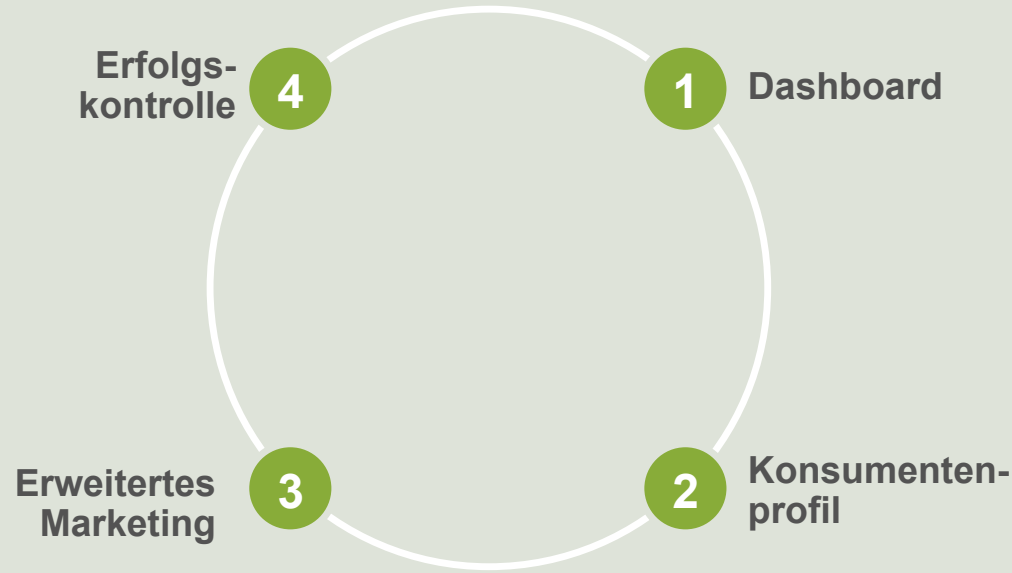 1
Dashboard
2
Konsumenten-
profil
3
Erweitertes
Marketing
4
Erfolgs-
kontrolle